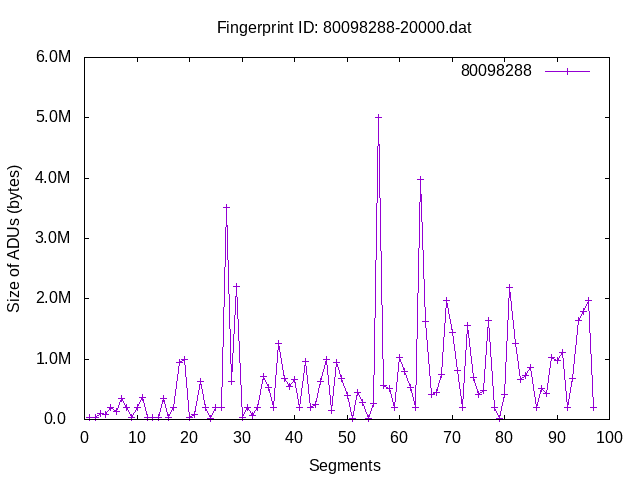 Fingerprint ID: 80098288-20000.dat
6.0M
80098288
5.0M
4.0M
3.0M
2.0M
1.0M
0.0
Size of ADUs (bytes)
0 10 20 30 40 50 60 70 80 90 100
Segments